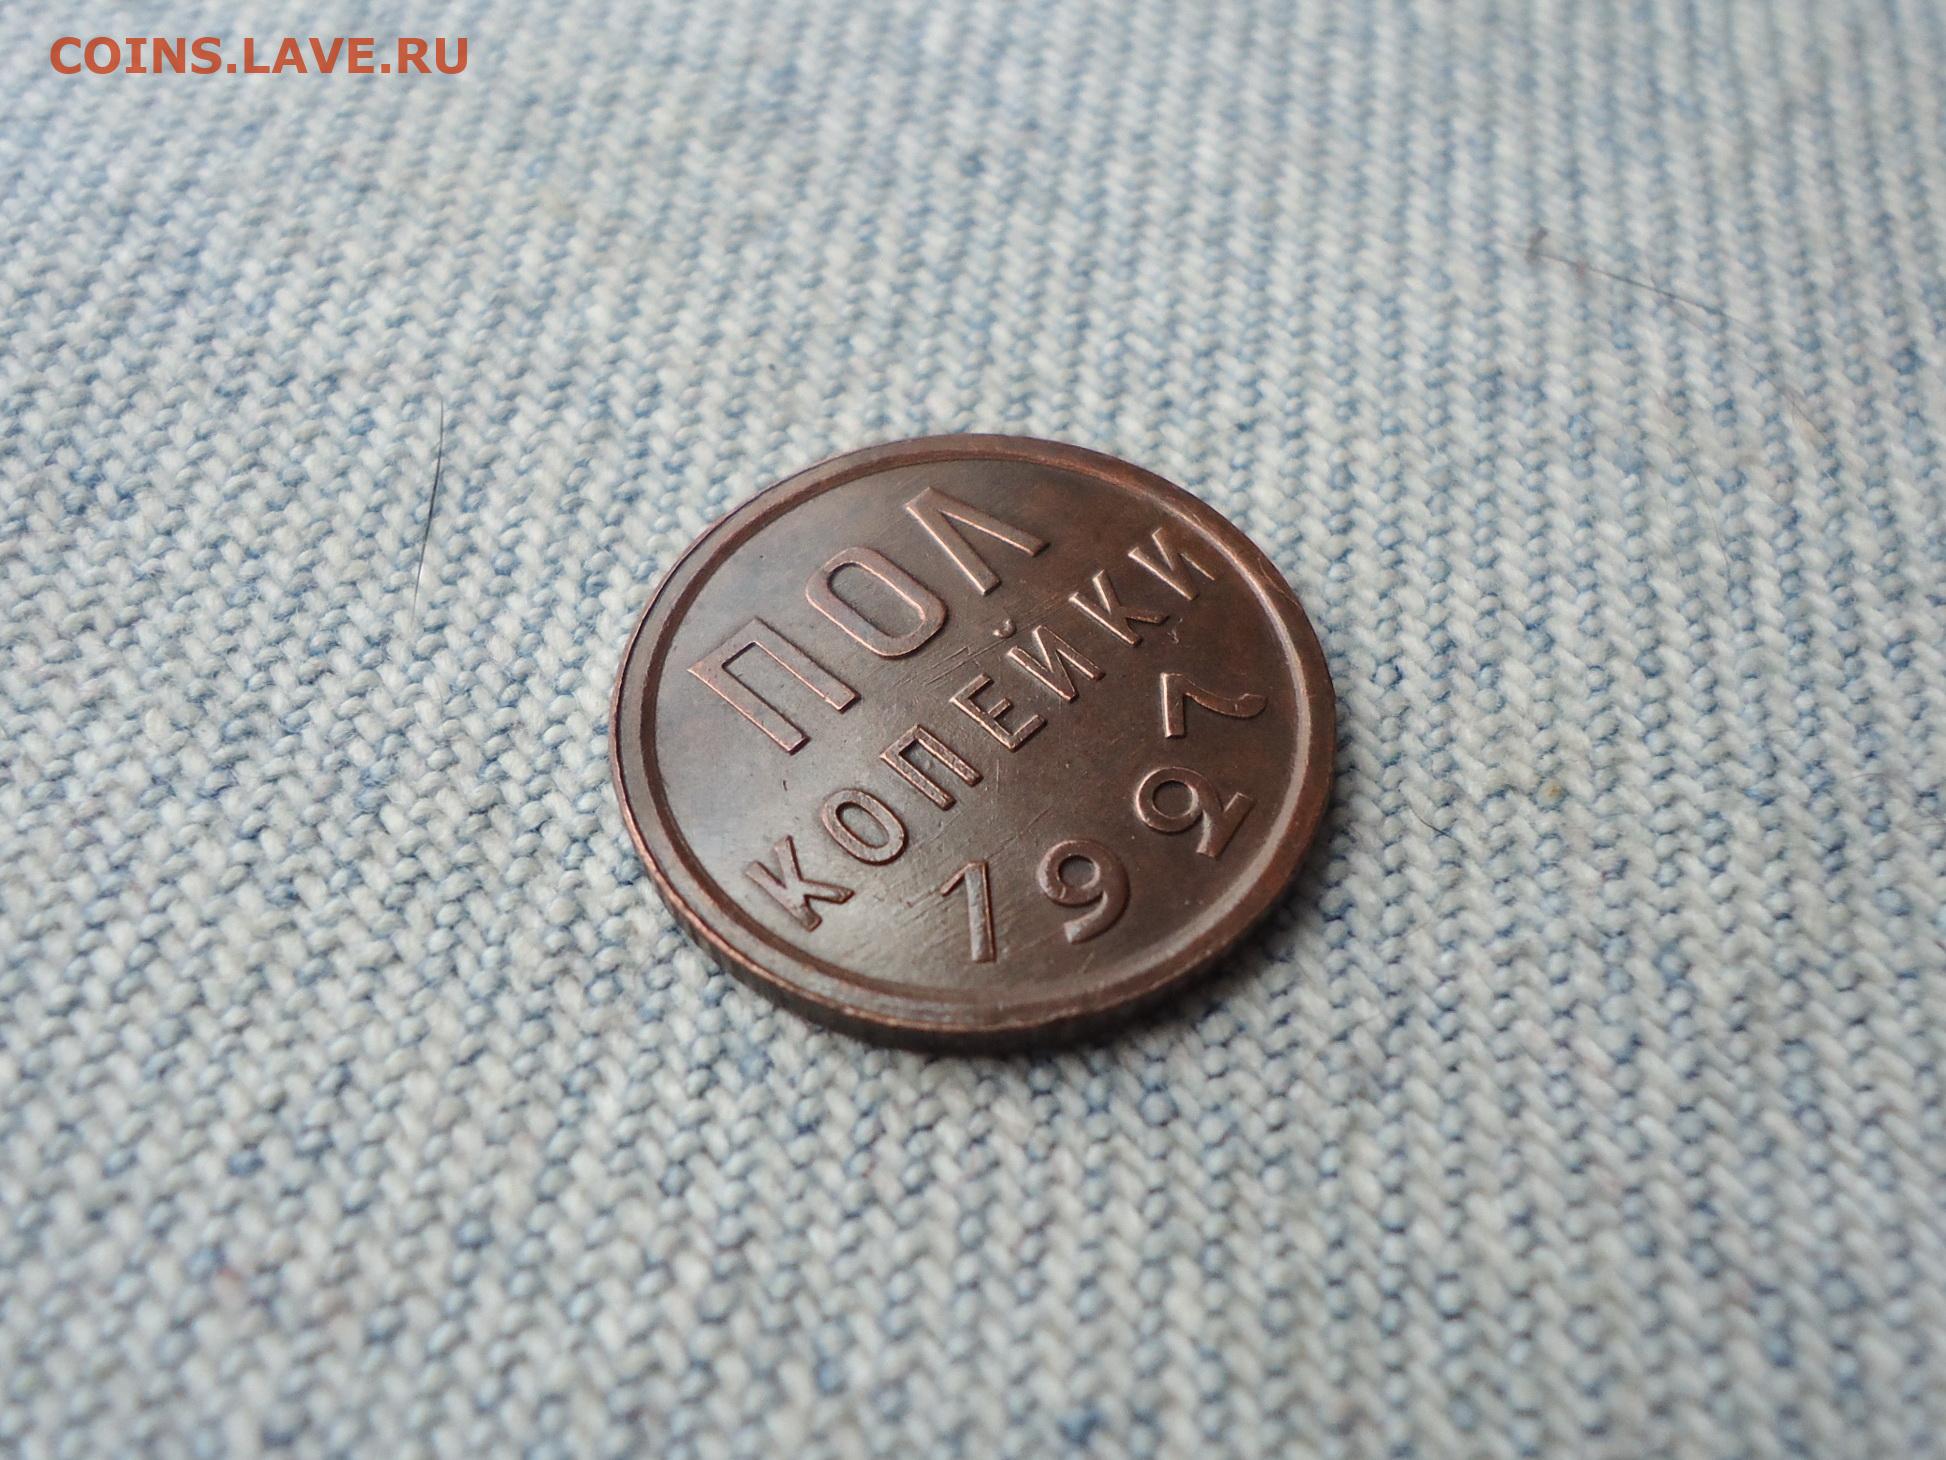 COINS.LAVE.RU
ПОЛ
КОПЕЙКИ
1927